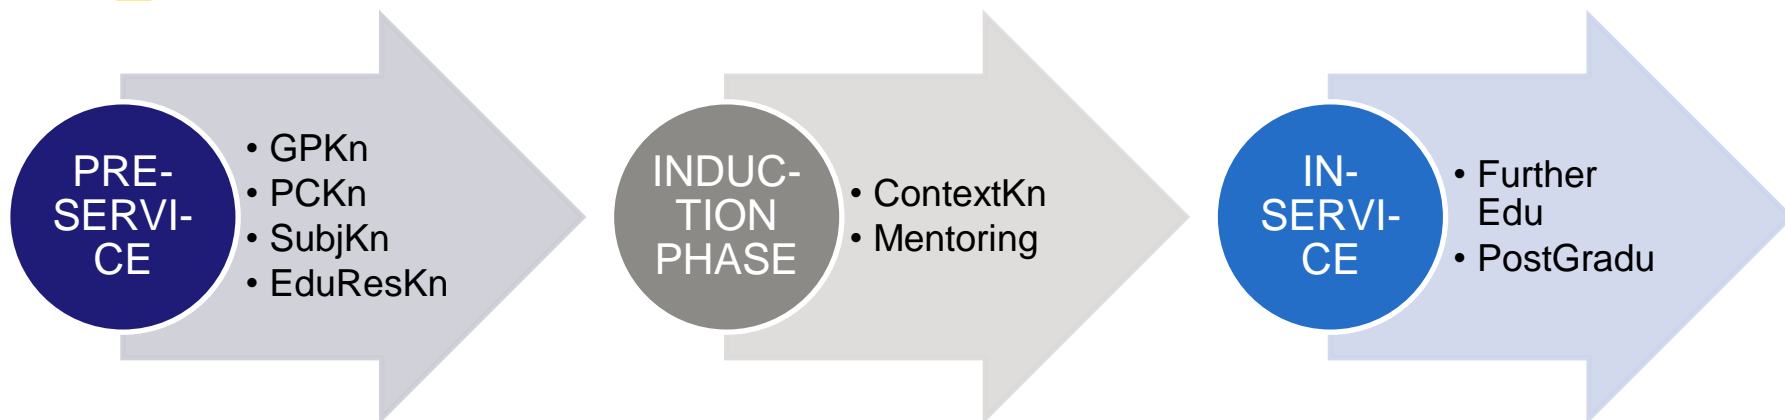 PRE-
SERVI-
CE
• GPKn
• PCKn
• SubjKn
• EduResKn
INDUC-
TION
PHASE
• ContextKn
• Mentoring
IN-
SERVI-
CE
• Further
Edu
• PostGradu